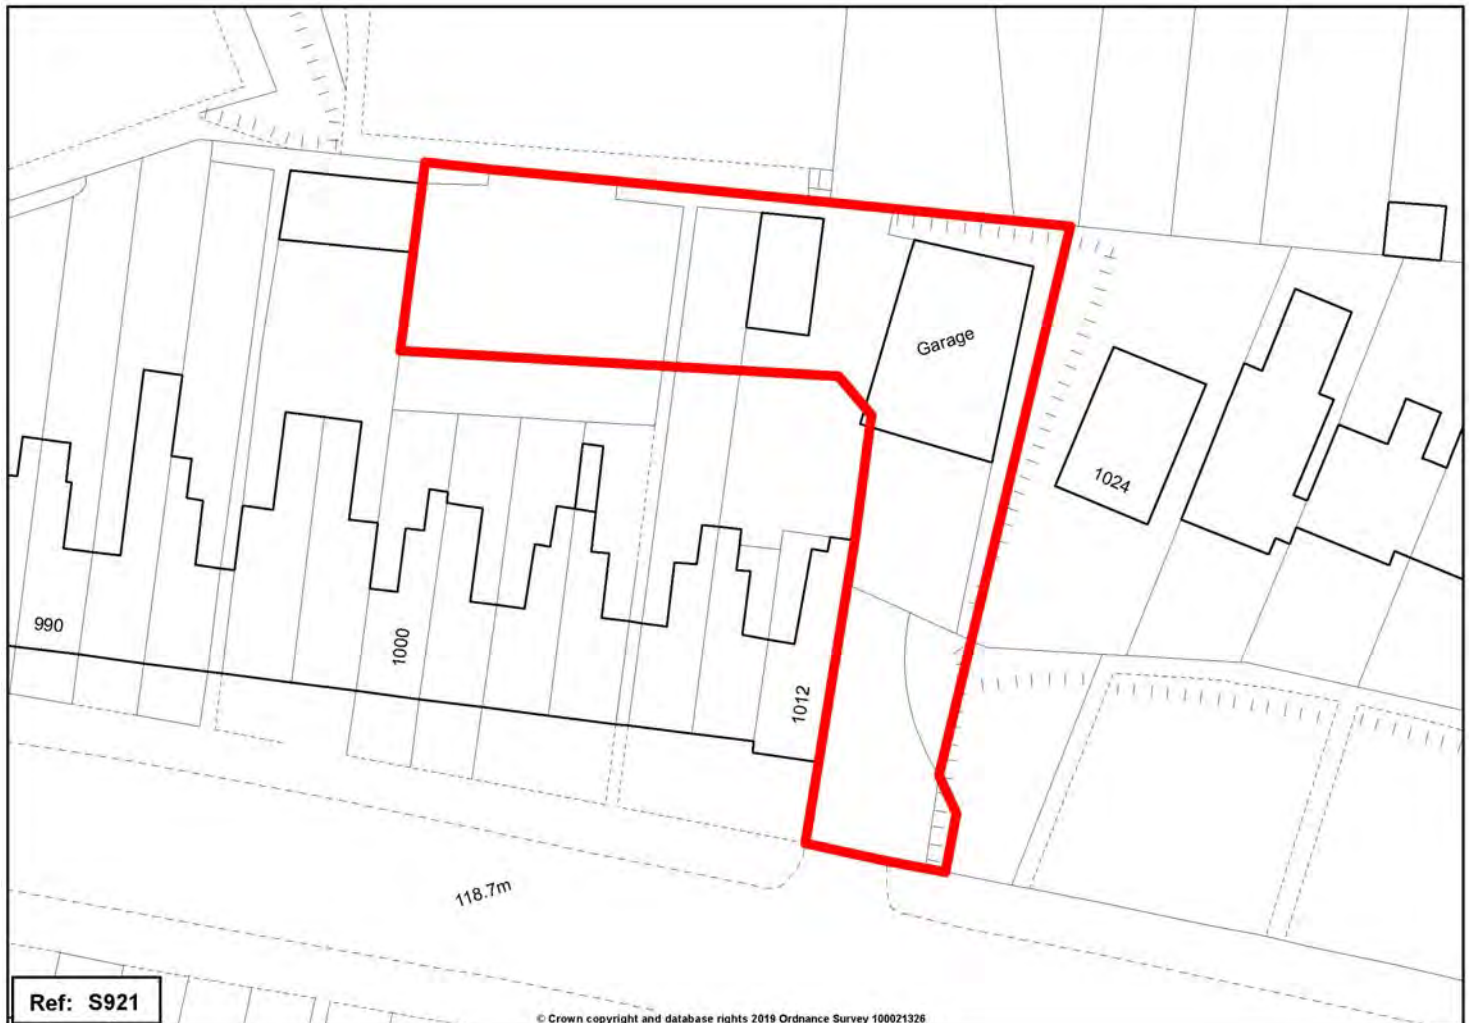 Garage
1024
990
1000
1012
118.7m
Ref: S921
© Crown copyright and database rights 2019 Ordnance Survey 100021326